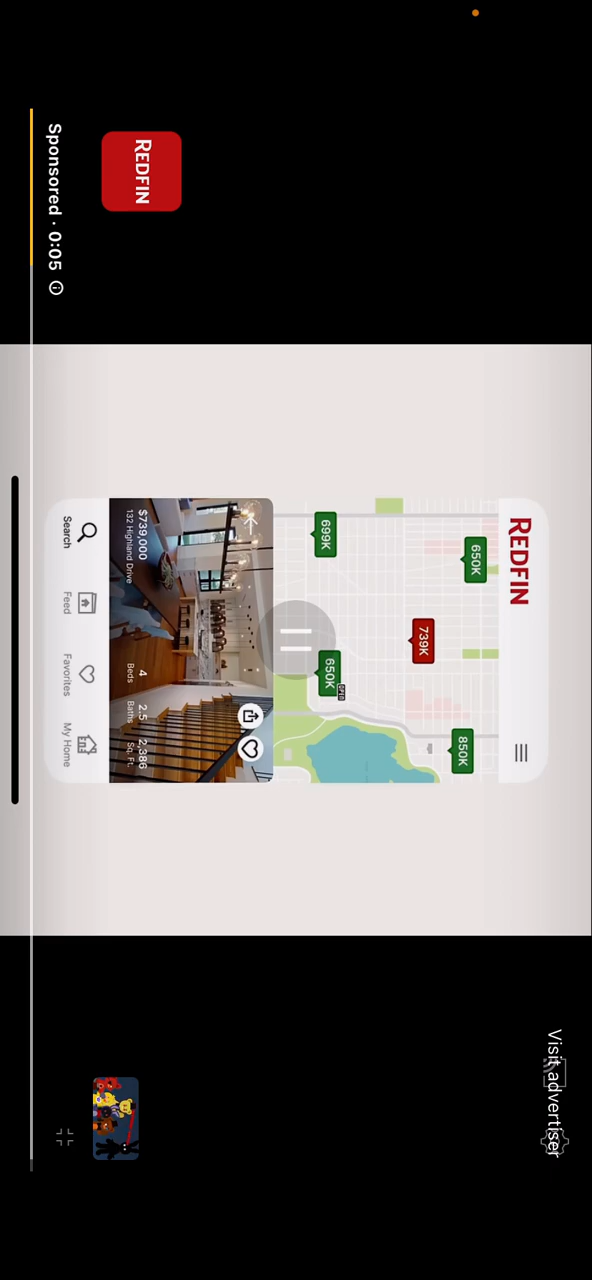 Visit advertiser
REDFIN
650K
850K
739K
699K
650K
OPEN
$739,000
132 Highland Drive
4
Beds
2.5
Baths
2,386
Sq. Ft.
Search
Feed
Favorites
My Home
REDFIN
Sponsored · 0:05